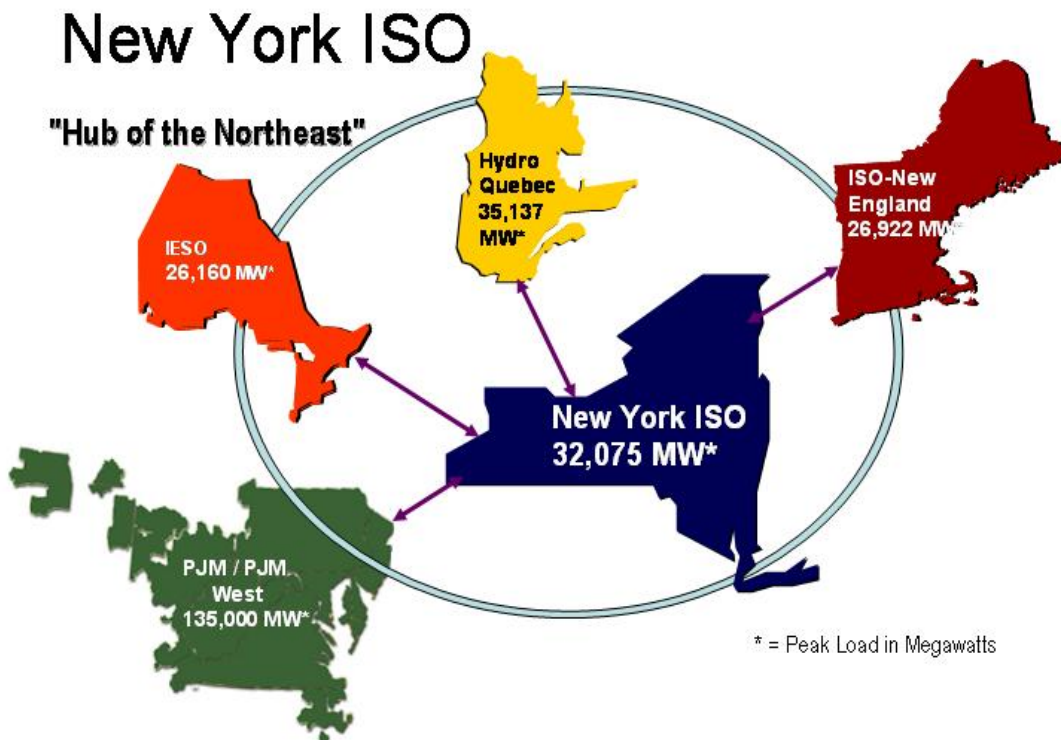 New York ISO
"Hub of the Northeast"
Hydro
Quebec
35,137
MW*
ISO-New
England
26,922 MW*
IESO
26,160 MW*
New York ISO
32,075 MW*
PJM / PJM
West
135,000 MW*
* = Peak Load in Megawatts